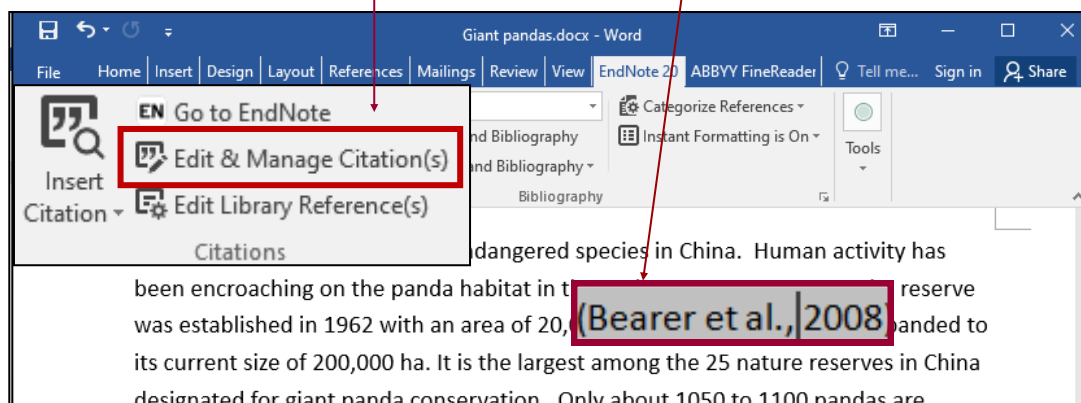 Giant pandas.docx - Word
File Home Insert Design Layout References Mailings Review View EndNote 20 ABBYY FineReader Tell me... Sign in Share
EN Go to EndNote
Edit & Manage Citation(s)
Edit Library Reference(s)
Insert
Citation
Citations
Categorize References
nd Bibliography
Instant Formatting is On
nd Bibliography
Bibliography
Tools
ndangered species in China. Human activity has
been encroaching on the panda habitat in reserve
was established in 1962 with an area of 20, panded to
(Bearer et al., 2008)
its current size of 200,000 ha. It is the largest among the 25 nature reserves in China
designated for giant panda conservation. Only about 1050 to 1100 pandas are